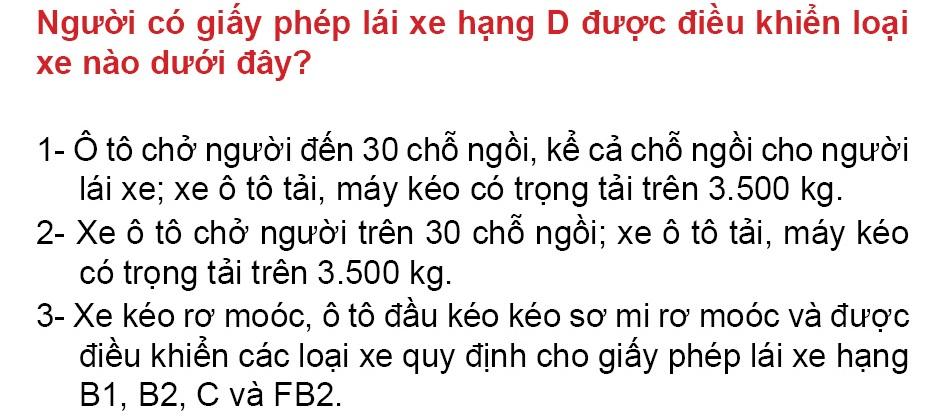 Người có giấy phép lái xe hạng D được điều khiển loại
xe nào dưới đây?
1- Ô tô chở người đến 30 chỗ ngồi, kể cả chỗ ngồi cho người
lái xe; xe ô tô tải, máy kéo có trọng tải trên 3.500 kg.
2- Xe ô tô chở người trên 30 chỗ ngồi; xe ô tô tải, máy kéo
có trọng tải trên 3.500 kg.
3- Xe kéo rơ moóc, ô tô đầu kéo kéo sơ mi rơ moóc và được
điều khiển các loại xe quy định cho giấy phép lái xe hạng
B1, B2, C và FB2.